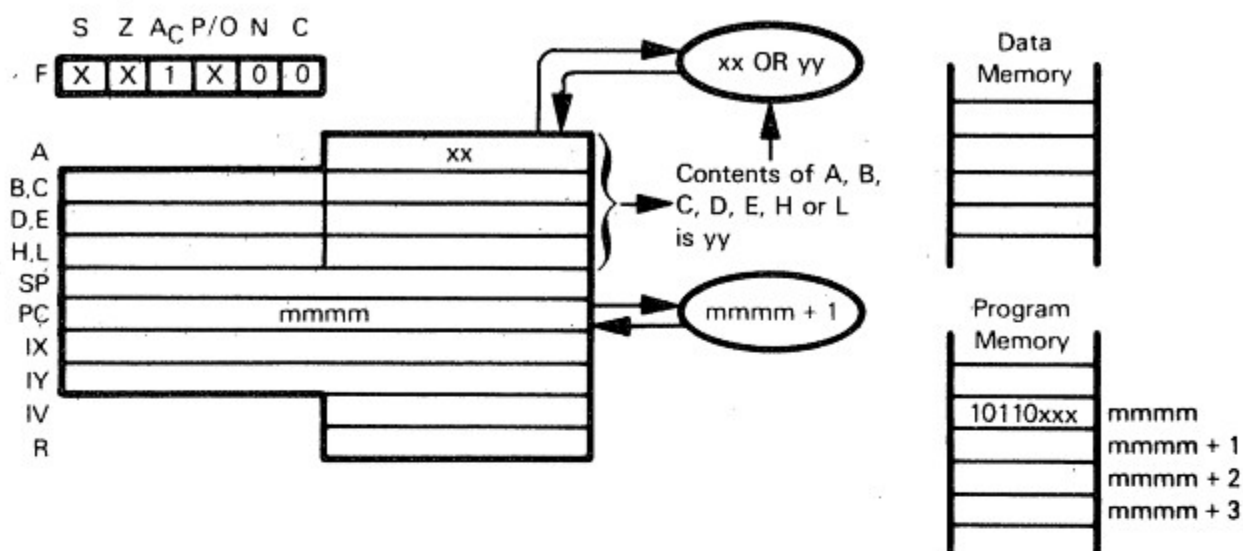 S Z AC P/O N C
F X X 1 X 0 0
xx OR yy
Data
Memory
A xx
B,C
D,E
H,L
SP
PC mmmm
IX
IY
IV
R
Contents of A, B,
C, D, E, H or L
is yy
mmmm + 1
Program
Memory
10110xxx mmmm
mmmm + 1
mmmm + 2
mmmm + 3